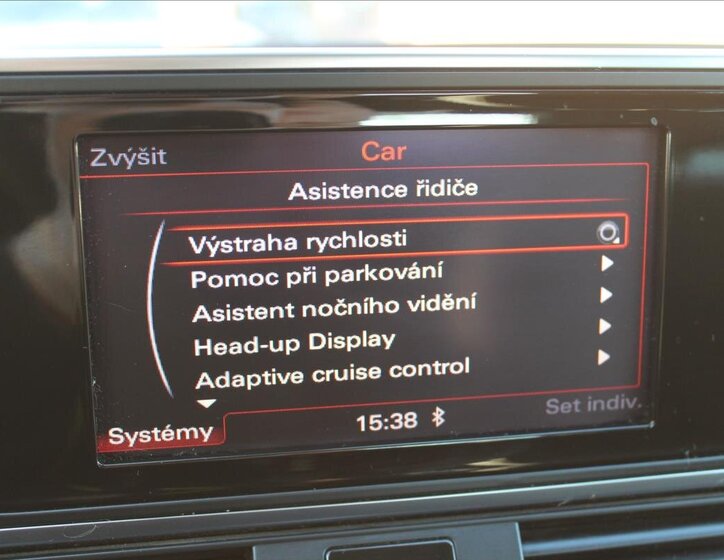 Zvýšit
Car
Asistence řidiče
Výstraha rychlosti
Pomoc při parkování
Asistent nočního vidění
Head-up Display
Adaptive cruise control
Systémy
15:38
Set indiv.